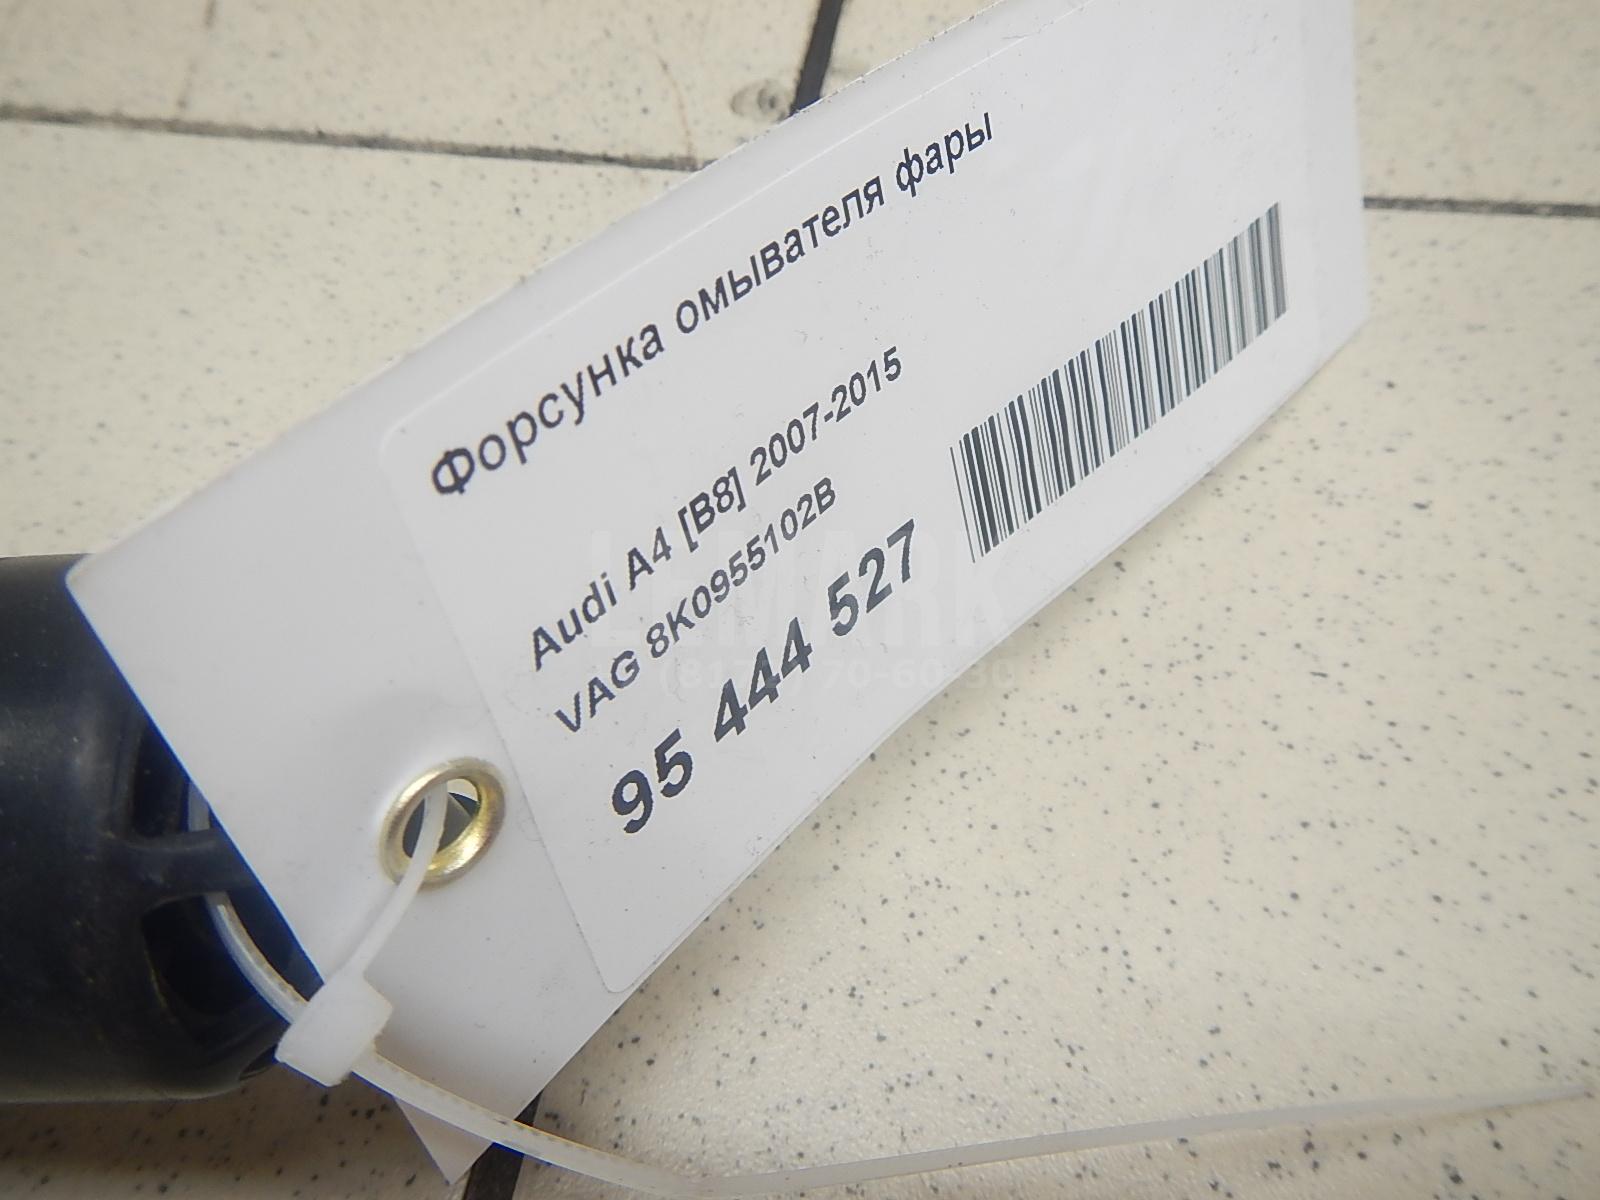 Форсунка омывателя фары
Audi A4 [B8] 2007-2015
VAG 8K0955102B
95 444 527